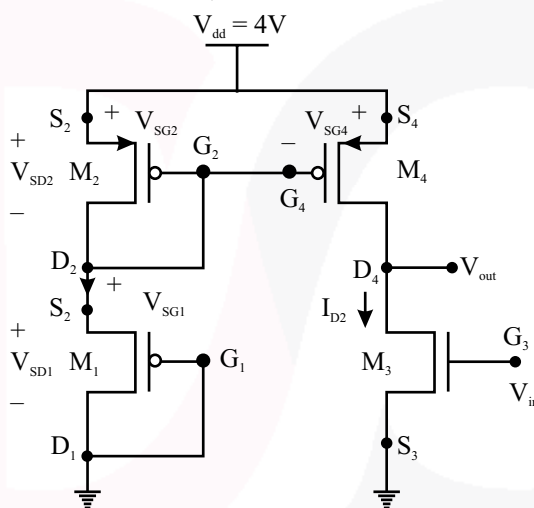 V_dd = 4V
S_2 + V_SG2 V_SG4 + S_4
+ V_SD2 − M_2 G_2 − G_4 M_4
D_2 + D_4 V_out
S_2 V_SG1 I_D2
+ V_SD1 − M_1 G_1 M_3 G_3
V_in
D_1 S_3